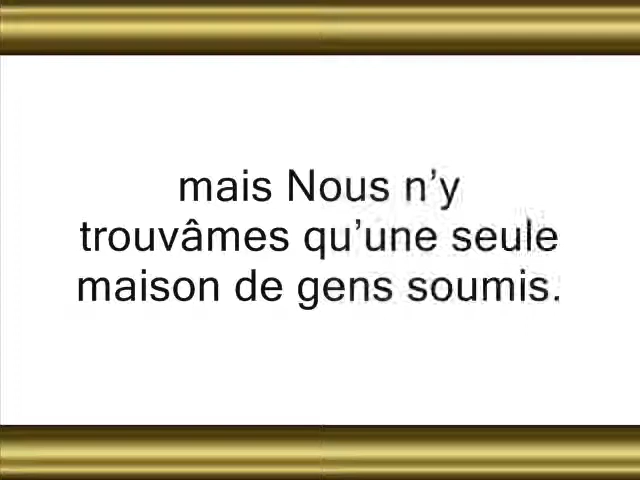 mais Nous n’y
trouvâmes qu’une seule
maison de gens soumis.